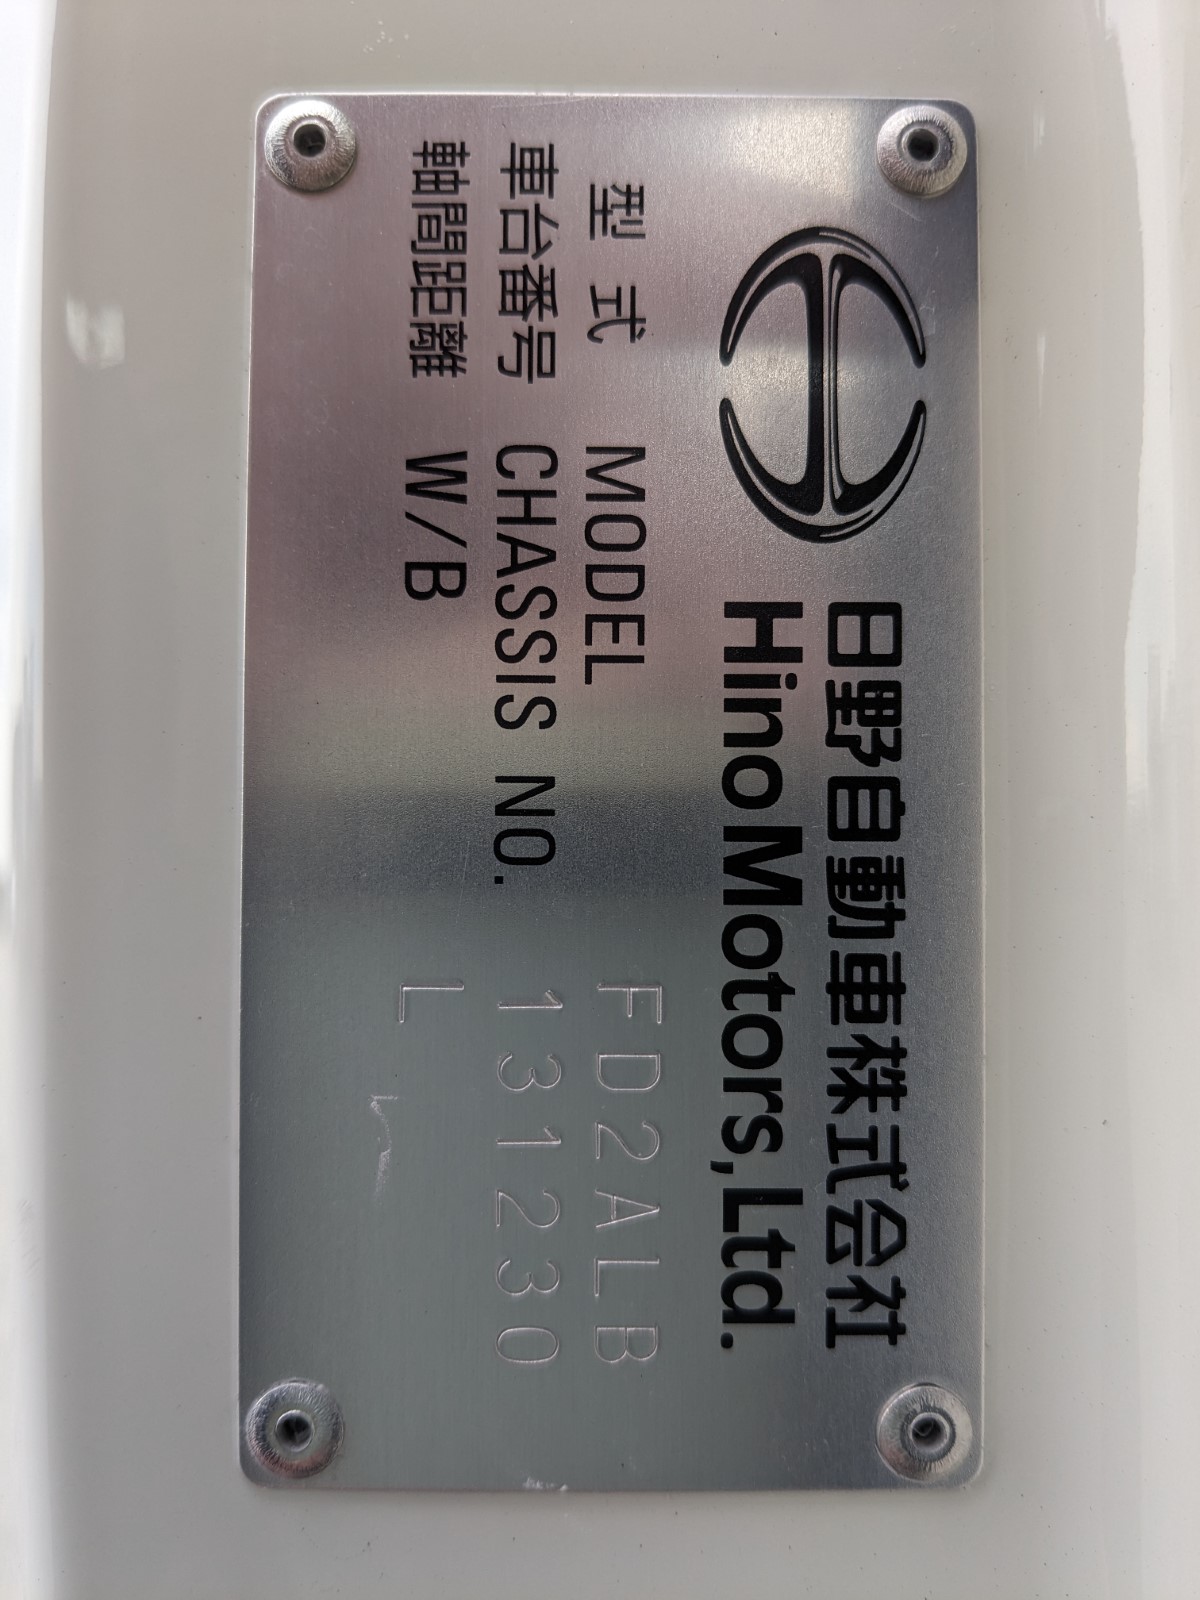 日野自動車株式会社
Hino Motors, Ltd.
型式 MODEL FD2ALB
車台番号 CHASSIS NO. 131230
軸間距離 W/B L